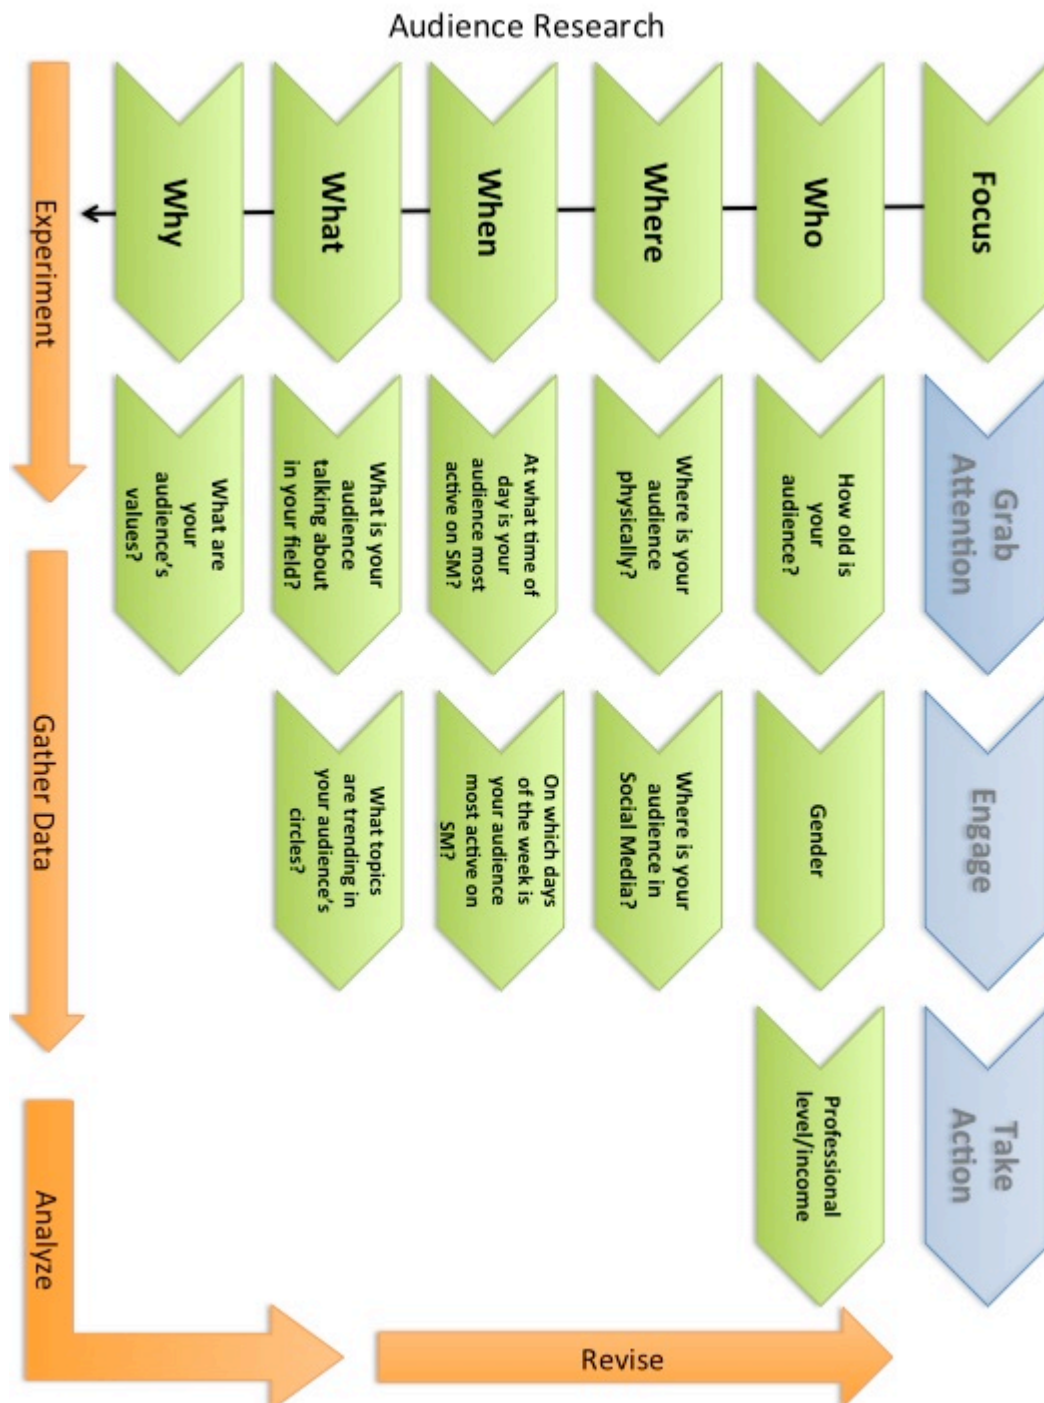 Audience Research
Focus
Grab
Attention
Engage
Take
Action
Who
How old is
your
audience?
Gender
Professional
level/income
Where
Where is your
audience
physically?
Where is your
audience in
Social Media?
When
At what time of
day is your
audience most
active on SM?
On which days
of the week is
your audience
most active on
SM?
What
What is your
audience
talking about
in your field?
What topics
are trending in
your audience’s
circles?
Why
What are
your
audience’s
values?
Experiment
Gather Data
Analyze
Revise